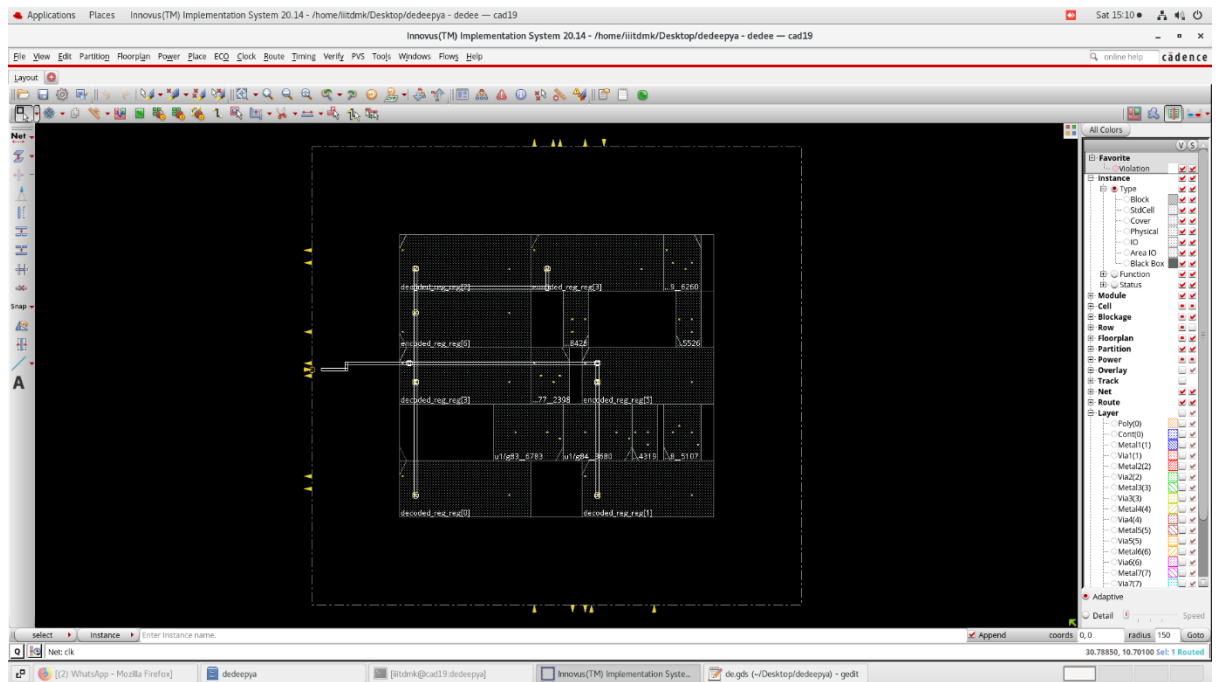 Applications Places Innovus(TM) Implementation System 20.14 - /home/iiitdmk/Desktop/dedeepya - dedee — cad19 Sat 15:10
Innovus(TM) Implementation System 20.14 - /home/iiitdmk/Desktop/dedeepya - dedee — cad19
File View Edit Partition Floorplan Power Place ECO Clock Route Timing Verify PVS Tools Windows Flows Help online help cādence
Layout
All Colors
Net
V S
Favorite
Violation
Instance
Type
Block
StdCell
Cover
Physical
IO
Area IO
Black Box
Function
Status
Module
Cell
Blockage
Row
Floorplan
Partition
Power
Overlay
Track
Net
Route
Layer
Poly(0)
Cont(0)
Metal1(1)
Via1(1)
Metal2(2)
Via2(2)
Metal3(3)
Via3(3)
Metal4(4)
Via4(4)
Metal5(5)
Via5(5)
Metal6(6)
Via6(6)
Metal7(7)
Via7(7)
Snap
A
decoded_reg_reg[7] encoded_reg_reg[3] ..9__6260
encoded_reg_reg[6] ..8428 ..5526
decoded_reg_reg[3] ...77__2398 encoded_reg_reg[5]
u1/g83__6783 u1/g84__3680 ..4319 ..8__5107
decoded_reg_reg[0] decoded_reg_reg[1]
Adaptive
Detail Speed
select Instance Enter Instance name. Append coords 0,0 radius 150 Goto
Q Net: clk 30.78850, 10.70100 Sel: 1 Routed
[(2) WhatsApp - Mozilla Firefox] dedeepya [iiitdmk@cad19:dedeepya] Innovus(TM) Implementation Syste... de.gds (~/Desktop/dedeepya) - gedit